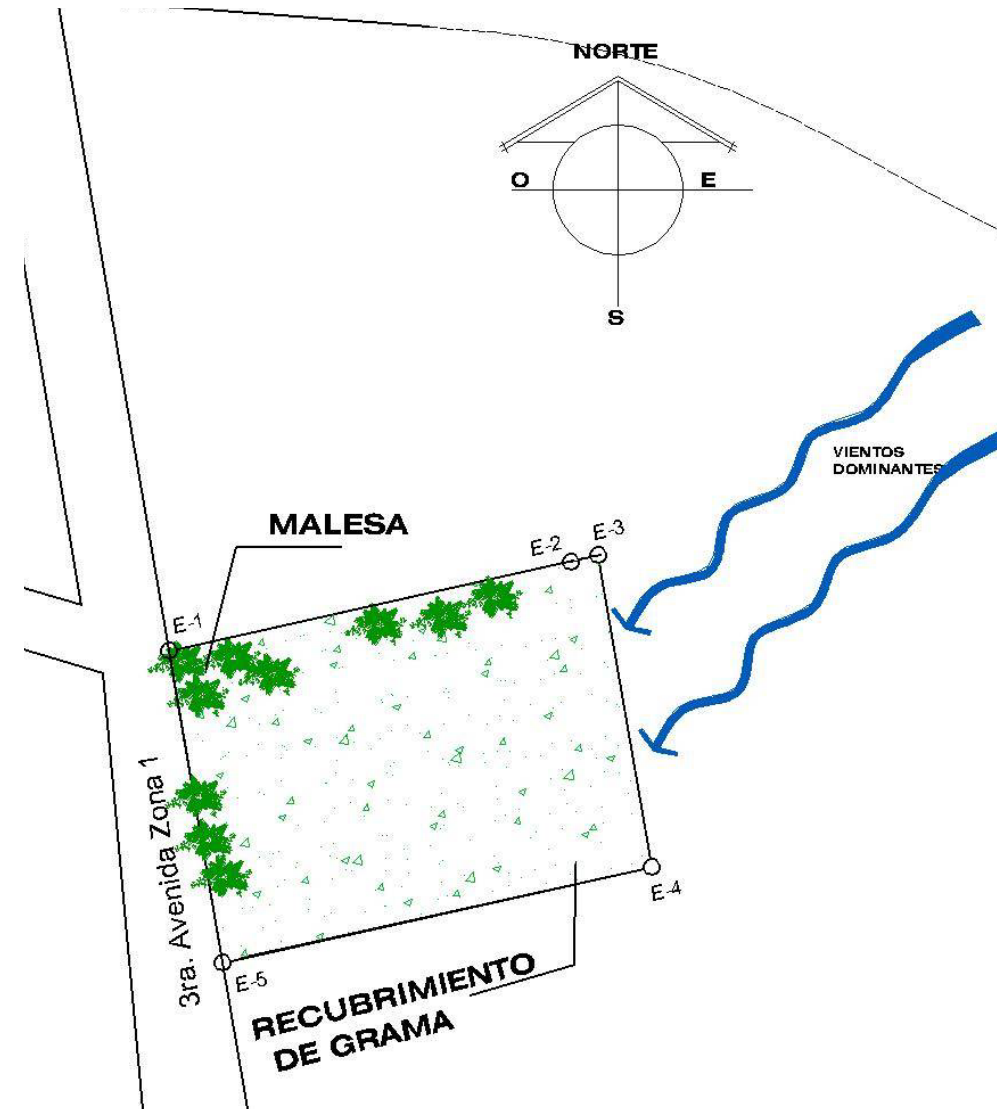 NORTE
O
E
S
VIENTOS
DOMINANTES
MALESA
E-2
E-3
E-1
3ra. Avenida Zona 1
E-4
E-5
RECUBRIMIENTO
DE GRAMA